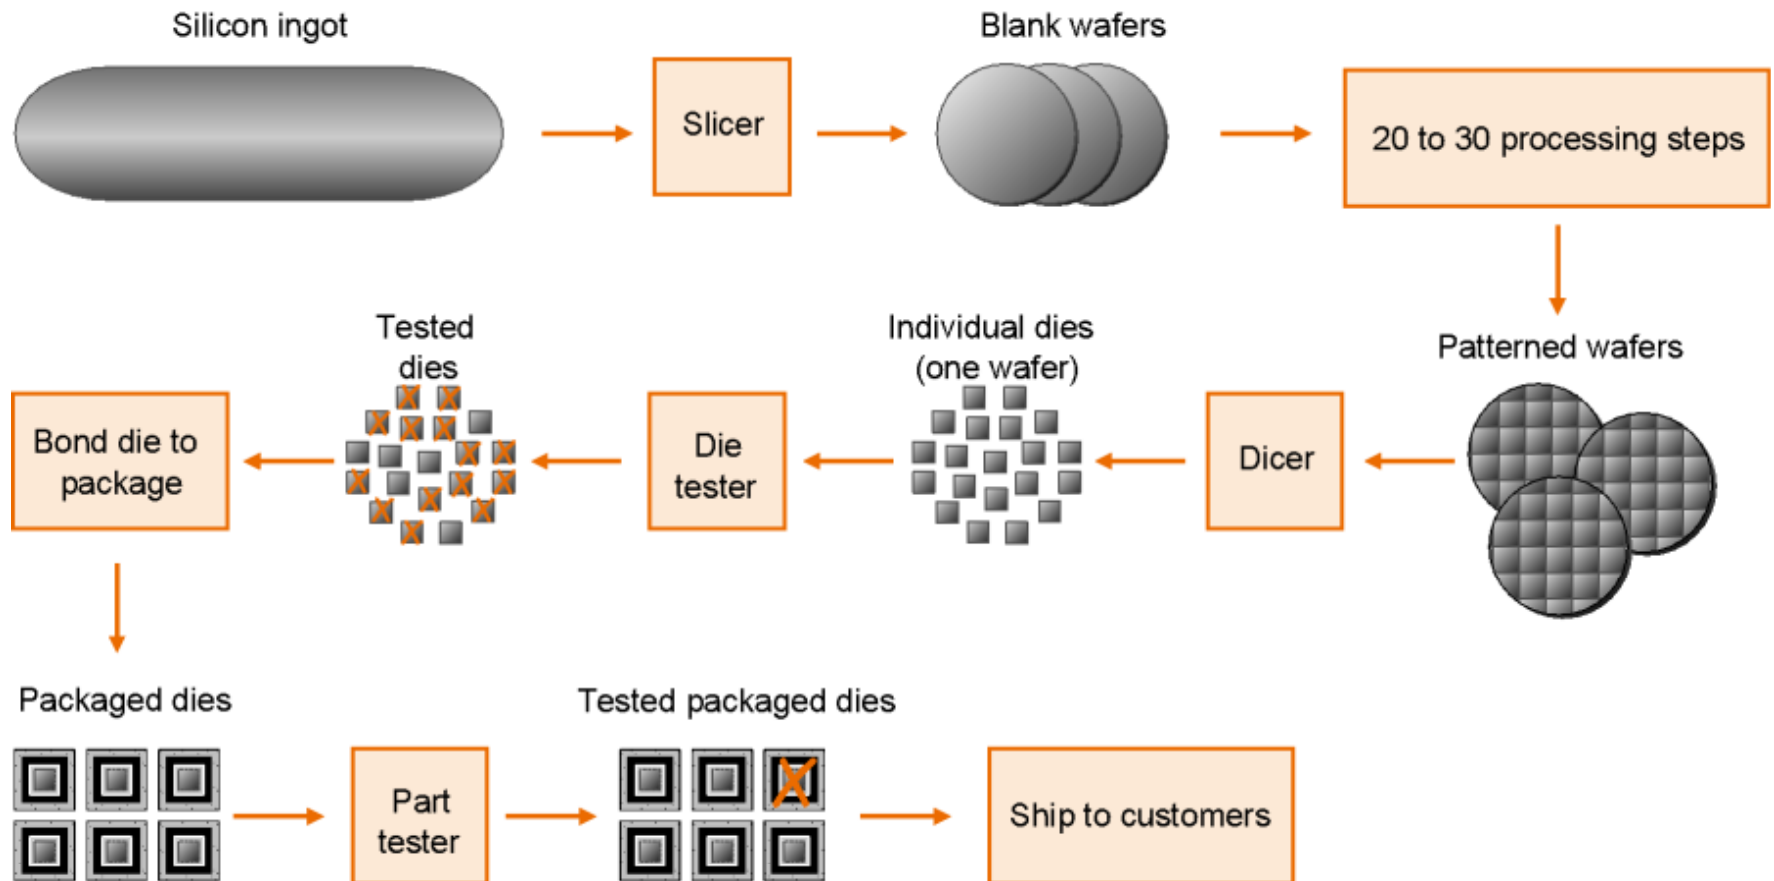 Silicon ingot
Slicer
Blank wafers
20 to 30 processing steps
Patterned wafers
Dicer
Individual dies
(one wafer)
Die
tester
Tested
dies
Bond die to
package
Packaged dies
Part
tester
Tested packaged dies
Ship to customers